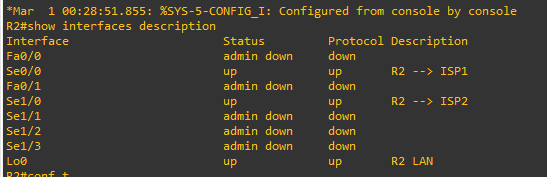 *Mar  1 00:28:51.855: %SYS-5-CONFIG_I: Configured from console by console
R2#show interfaces description
Interface                      Status         Protocol Description
Fa0/0                          admin down     down
Se0/0                          up             up       R2 --> ISP1
Fa0/1                          admin down     down
Se1/0                          up             up       R2 --> ISP2
Se1/1                          admin down     down
Se1/2                          admin down     down
Se1/3                          admin down     down
Lo0                            up             up       R2 LAN
R2#conf t